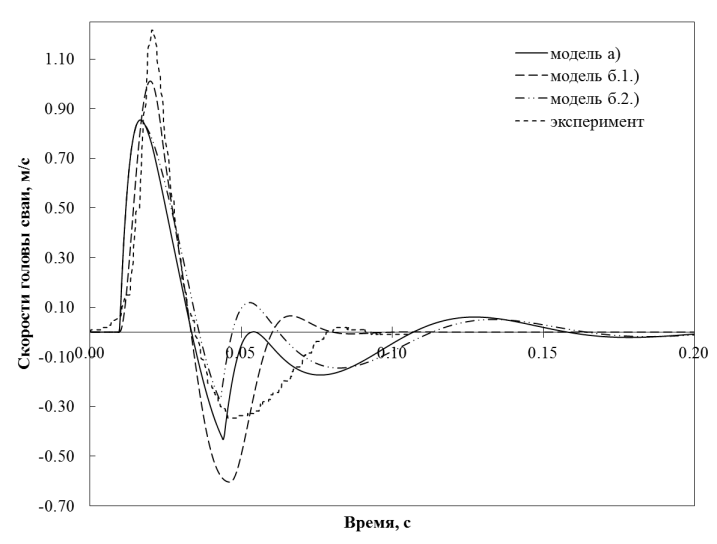 1.10
0.90
0.70
0.50
0.30
0.10
-0.10
-0.30
-0.50
-0.70
0.00
0.05
0.10
0.15
0.20
Скорости головы сваи, м/с
Время, с
модель а)
модель б.1.)
модель б.2.)
эксперимент